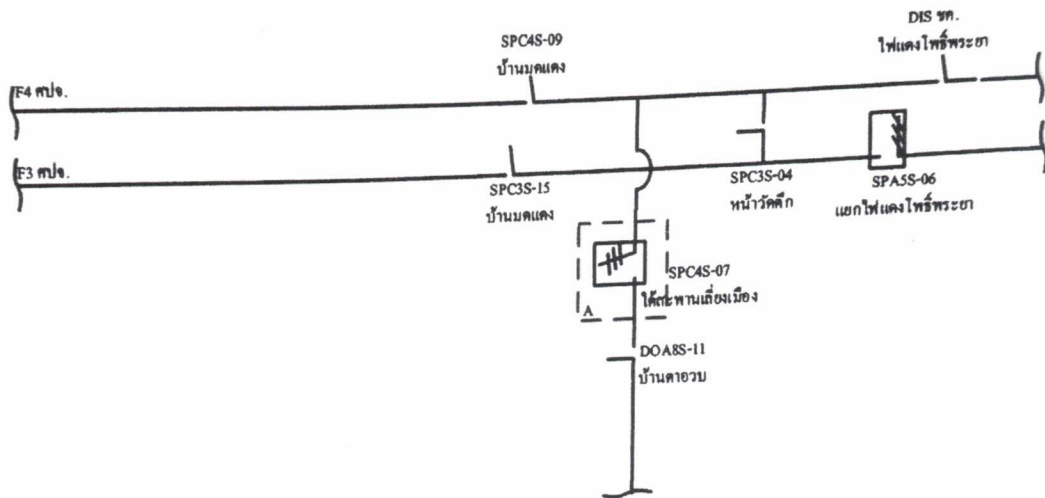 DIS ชด.
ไฟแดงโพธิ์พระยา
SPC4S-09
บ้านมดแดง
F4 ศปจ.
F3 ศปจ.
SPC3S-15
บ้านมดแดง
SPC3S-04
หน้าวัดตึก
SPA5S-06
แยกไฟแดงโพธิ์พระยา
SPC4S-07
ใต้สะพานเลี่ยงเมือง
A
DOA8S-11
บ้านตาอวบ